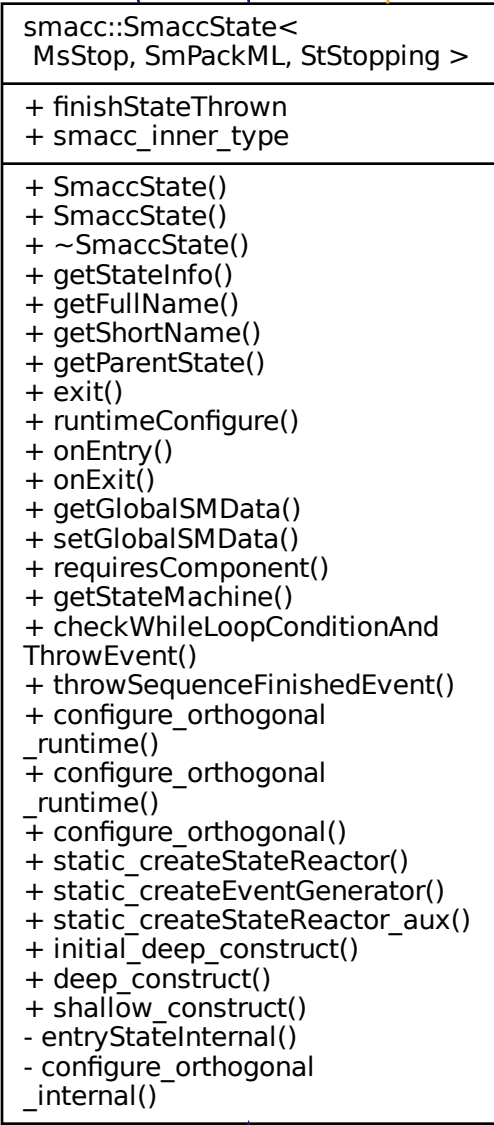 smacc::SmaccState<
MsStop, SmPackML, StStopping >
+ finishStateThrown
+ smacc_inner_type
+ SmaccState()
+ SmaccState()
+ ~SmaccState()
+ getStateInfo()
+ getFullName()
+ getShortName()
+ getParentState()
+ exit()
+ runtimeConfigure()
+ onEntry()
+ onExit()
+ getGlobalSMData()
+ setGlobalSMData()
+ requiresComponent()
+ getStateMachine()
+ checkWhileLoopConditionAnd
ThrowEvent()
+ throwSequenceFinishedEvent()
+ configure_orthogonal
_runtime()
+ configure_orthogonal
_runtime()
+ configure_orthogonal()
+ static_createStateReactor()
+ static_createEventGenerator()
+ static_createStateReactor_aux()
+ initial_deep_construct()
+ deep_construct()
+ shallow_construct()
- entryStateInternal()
- configure_orthogonal
_internal()